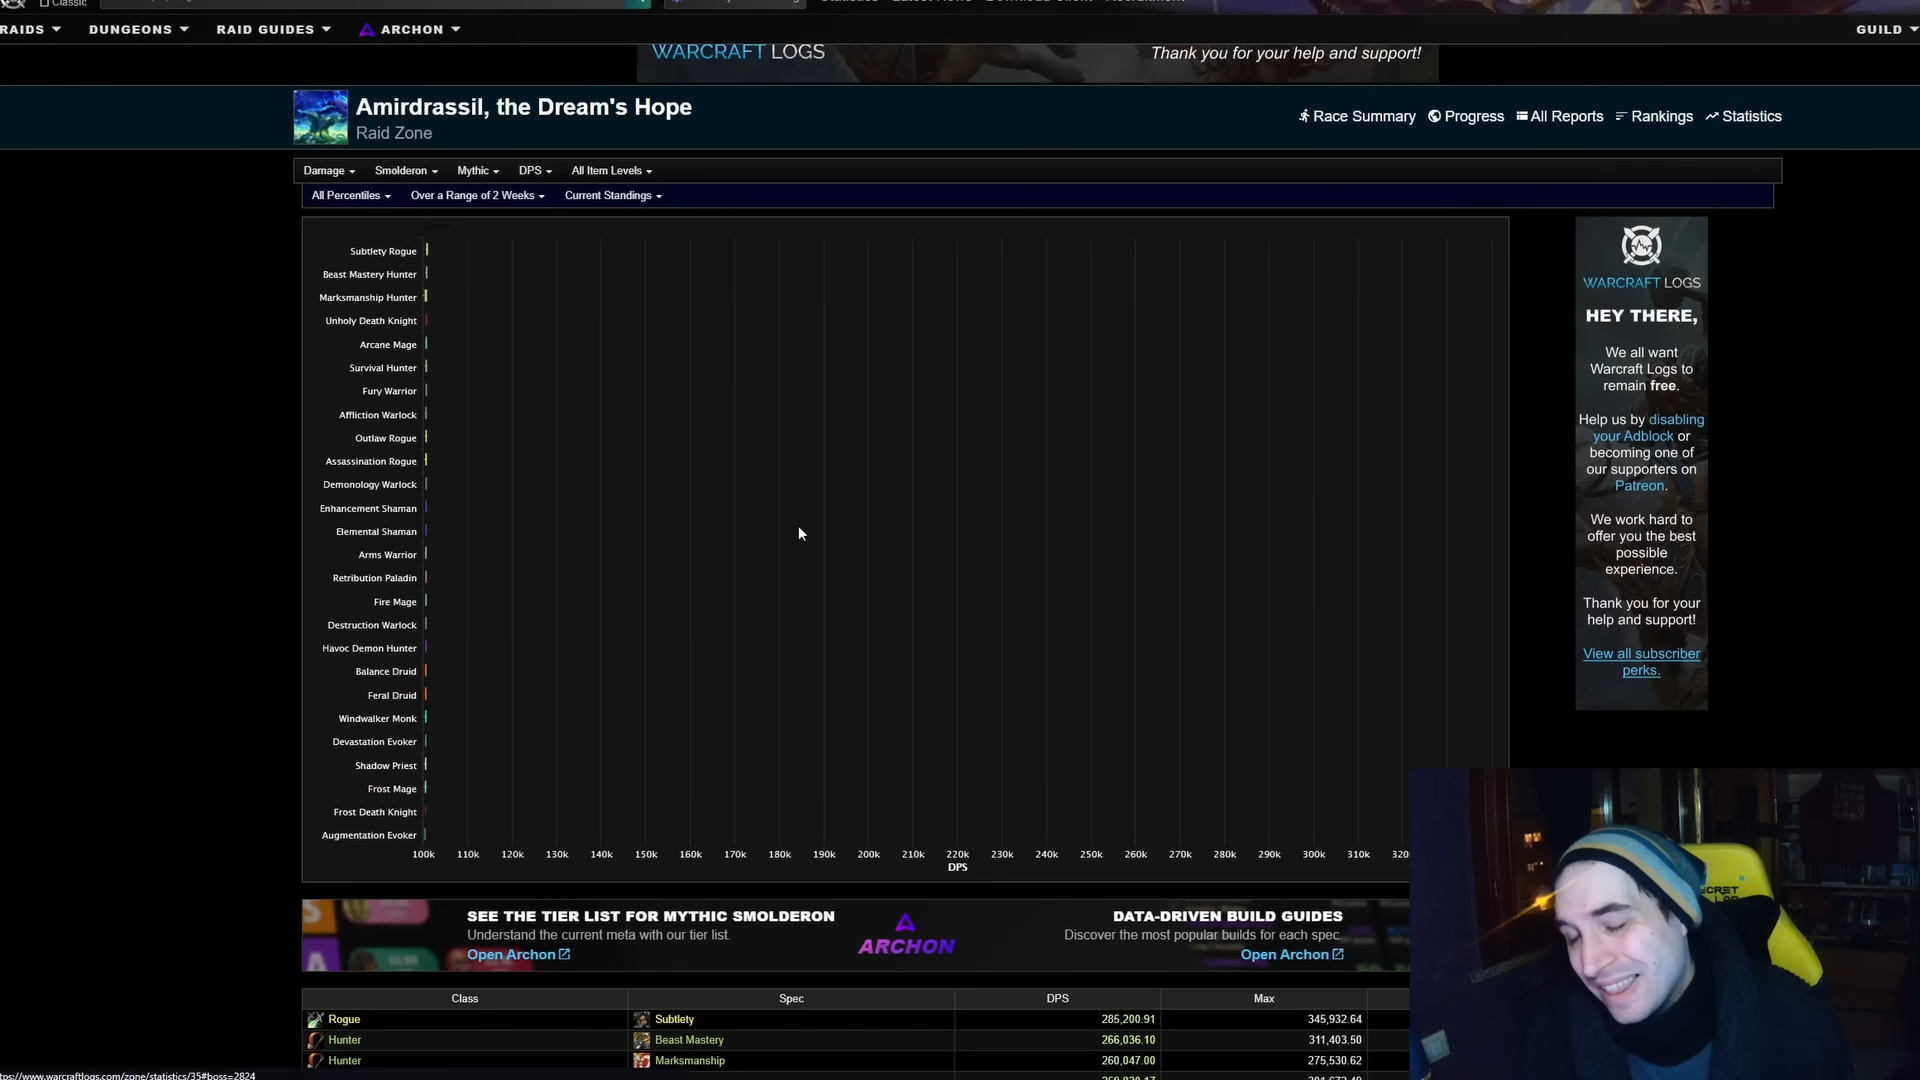 Classic
RAIDS DUNGEONS RAID GUIDES ARCHON GUILD
WARCRAFT LOGS
Thank you for your help and support!
Amirdrassil, the Dream's Hope
Raid Zone
Race Summary Progress All Reports Rankings Statistics
Damage Smolderon Mythic DPS All Item Levels
All Percentiles Over a Range of 2 Weeks Current Standings
Zoom
Subtlety Rogue
Beast Mastery Hunter
Marksmanship Hunter
Unholy Death Knight
Arcane Mage
Survival Hunter
Fury Warrior
Affliction Warlock
Outlaw Rogue
Assassination Rogue
Demonology Warlock
Enhancement Shaman
Elemental Shaman
Arms Warrior
Retribution Paladin
Fire Mage
Destruction Warlock
Havoc Demon Hunter
Balance Druid
Feral Druid
Windwalker Monk
Devastation Evoker
Shadow Priest
Frost Mage
Frost Death Knight
Augmentation Evoker
100k 110k 120k 130k 140k 150k 160k 170k 180k 190k 200k 210k 220k 230k 240k 250k 260k 270k 280k 290k 300k 310k 320
DPS
WARCRAFT LOGS
HEY THERE,
We all want
Warcraft Logs to
remain free.
Help us by disabling
your Adblock or
becoming one of
our supporters on
Patreon.
We work hard to
offer you the best
possible
experience.
Thank you for your
help and support!
View all subscriber
perks.
SEE THE TIER LIST FOR MYTHIC SMOLDERON
Understand the current meta with our tier list.
Open Archon
ARCHON
DATA-DRIVEN BUILD GUIDES
Discover the most popular builds for each spec.
Open Archon
Class Spec DPS Max
Rogue Subtlety 285,200.91 345,932.64
Hunter Beast Mastery 266,036.10 311,403.50
Hunter Marksmanship 260,047.00 275,530.62
tps://www.warcraftlogs.com/zone/statistics/35#boss=2824